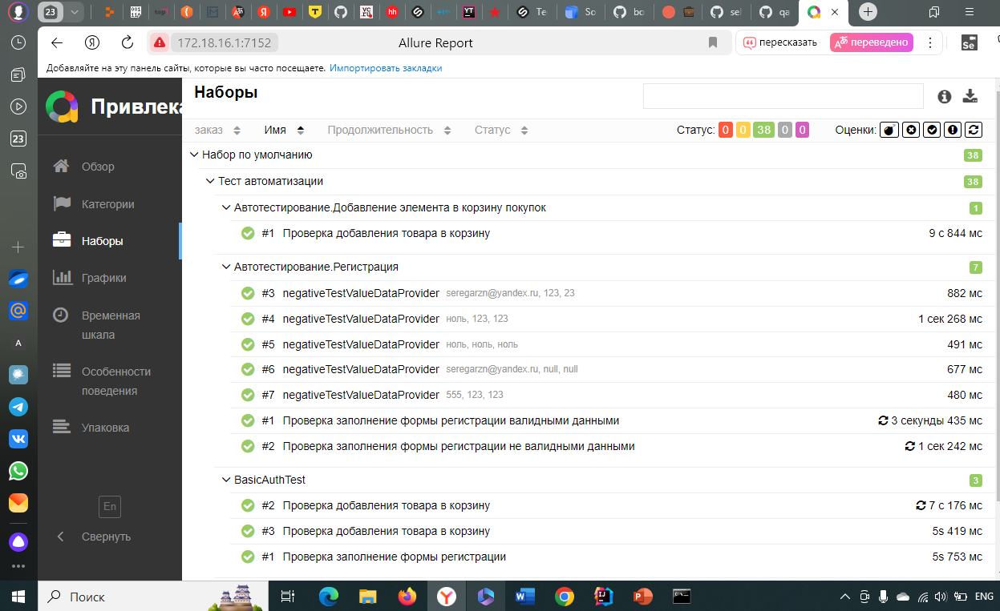 23
Te
So
bo
sel
qa
172.18.16.1:7152
Allure Report
пересказать
переведено
Se
Добавляйте на эту панель сайты, которые вы часто посещаете. Импортировать закладки
23
A
Привлека
Обзор
Категории
Наборы
Графики
Временная
шкала
Особенности
поведения
Упаковка
En
Свернуть
Наборы
заказ Имя Продолжительность Статус Статус: 0 0 38 0 0 Оценки:
Набор по умолчанию 38
Тест автоматизации 38
Автотестирование.Добавление элемента в корзину покупок 1
#1 Проверка добавления товара в корзину 9 с 844 мс
Автотестирование.Регистрация 7
#3 negativeTestValueDataProvider seregarzn@yandex.ru, 123, 23 882 мс
#4 negativeTestValueDataProvider ноль, 123, 123 1 сек 268 мс
#5 negativeTestValueDataProvider ноль, ноль, ноль 491 мс
#6 negativeTestValueDataProvider seregarzn@yandex.ru, null, null 677 мс
#7 negativeTestValueDataProvider 555, 123, 123 480 мс
#1 Проверка заполнение формы регистрации валидными данными 3 секунды 435 мс
#2 Проверка заполнения формы регистрации не валидными данными 1 сек 242 мс
BasicAuthTest 3
#2 Проверка добавления товара в корзину 7 с 176 мс
#3 Проверка добавления товара в корзину 5s 419 мс
#1 Проверка заполнение формы регистрации 5s 753 мс
Поиск
ENG